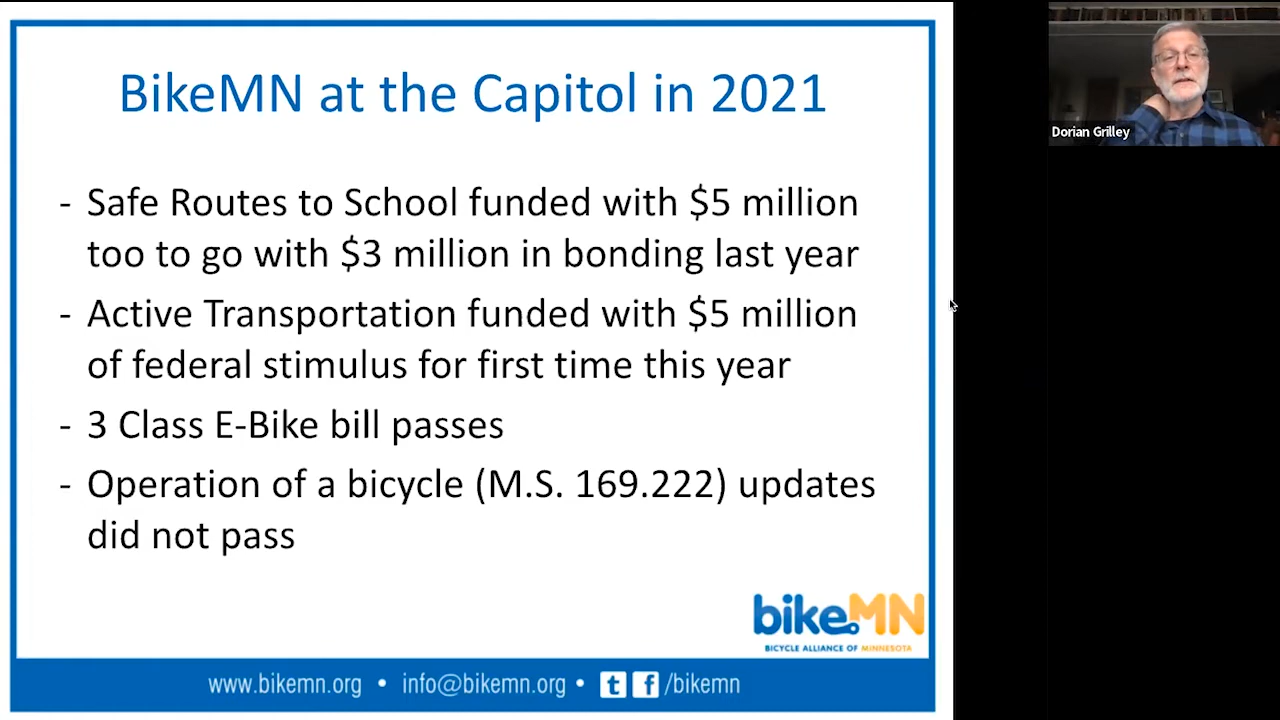 BikeMN at the Capitol in 2021
- Safe Routes to School funded with $5 million
too to go with $3 million in bonding last year
- Active Transportation funded with $5 million
of federal stimulus for first time this year
- 3 Class E-Bike bill passes
- Operation of a bicycle (M.S. 169.222) updates
did not pass
bikeMN
BICYCLE ALLIANCE OF MINNESOTA
www.bikemn.org • info@bikemn.org • t f /bikemn
Dorian Grilley